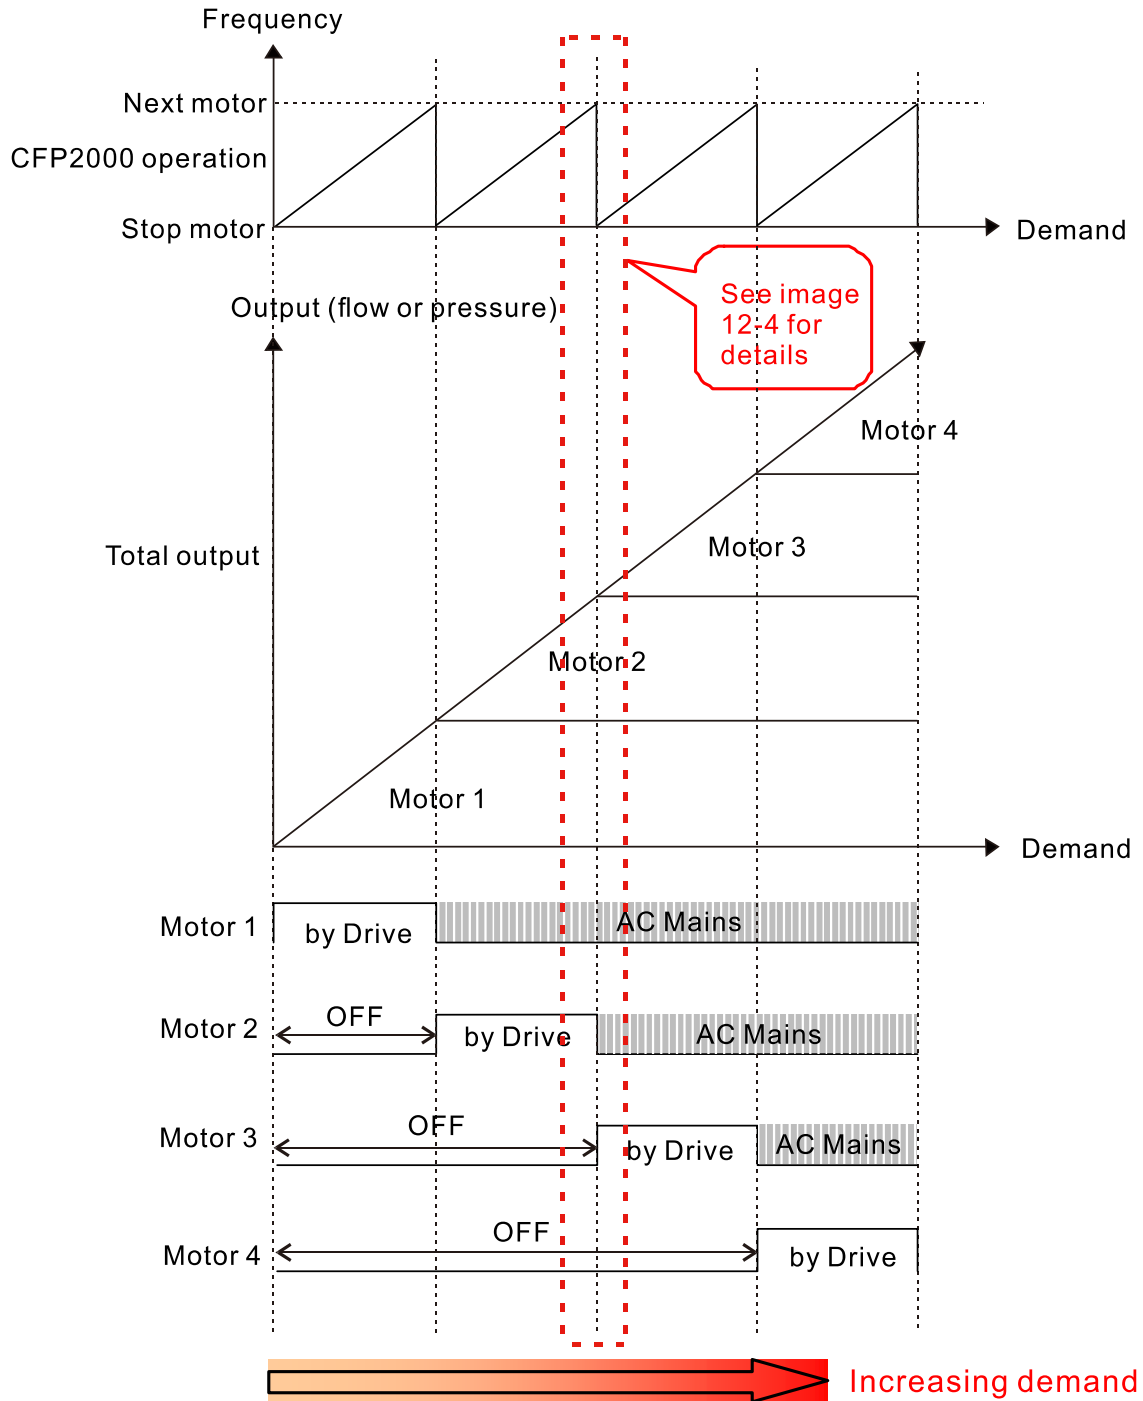 Frequency
Next motor
CFP2000 operation
Stop motor
Demand
Output (flow or pressure)
See image
12-4 for
details
Motor 4
Motor 3
Total output
Motor 2
Motor 1
Demand
Motor 1
by Drive
AC Mains
Motor 2
OFF
by Drive
AC Mains
Motor 3
OFF
by Drive
AC Mains
Motor 4
OFF
by Drive
Increasing demand